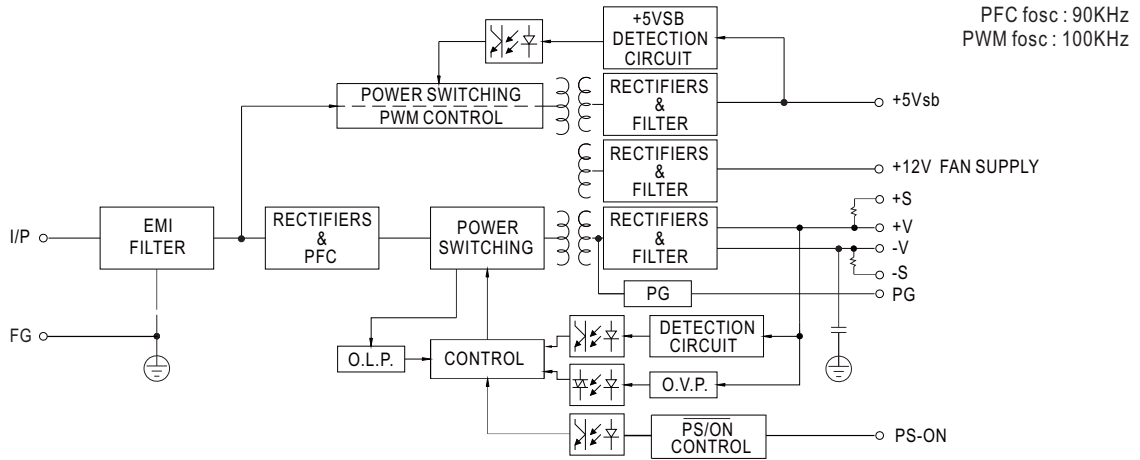 PFC fosc : 90KHz
PWM fosc : 100KHz
+5VSB
DETECTION
CIRCUIT
POWER SWITCHING
PWM CONTROL
RECTIFIERS
&
FILTER
+5Vsb
RECTIFIERS
&
FILTER
+12V FAN SUPPLY
+S
I/P
EMI
FILTER
RECTIFIERS
&
PFC
POWER
SWITCHING
RECTIFIERS
&
FILTER
+V
-V
-S
PG
PG
FG
O.L.P.
CONTROL
DETECTION
CIRCUIT
O.V.P.
PS/ON
CONTROL
PS-ON